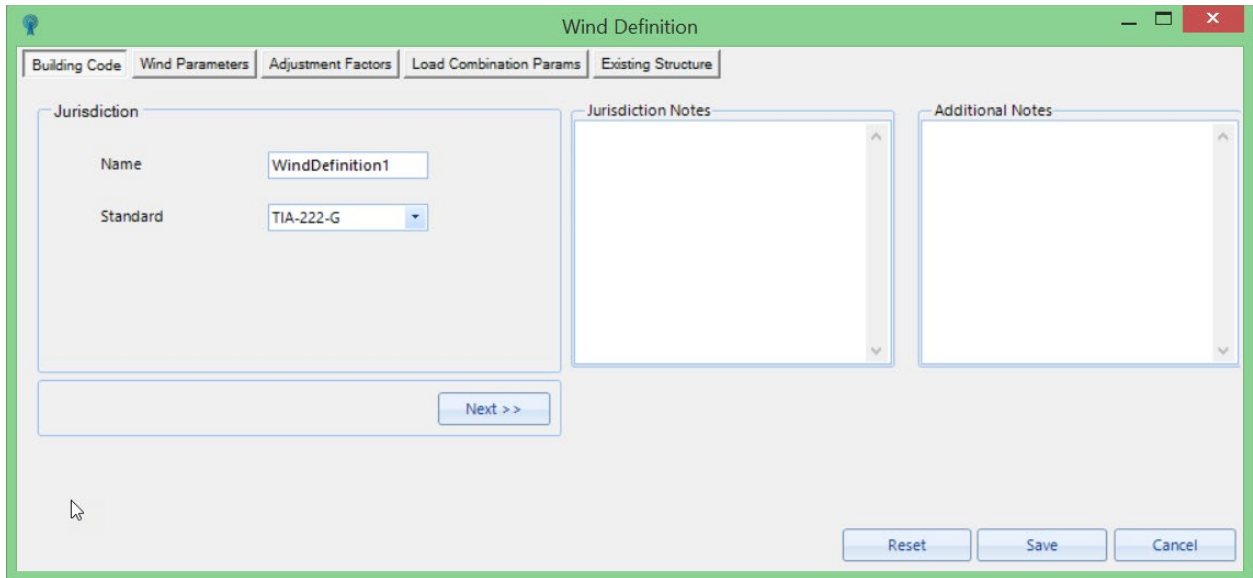 Wind Definition
Building Code Wind Parameters Adjustment Factors Load Combination Params Existing Structure
Jurisdiction
Name WindDefinition1
Standard TIA-222-G
Next >>
Jurisdiction Notes
Additional Notes
Reset Save Cancel